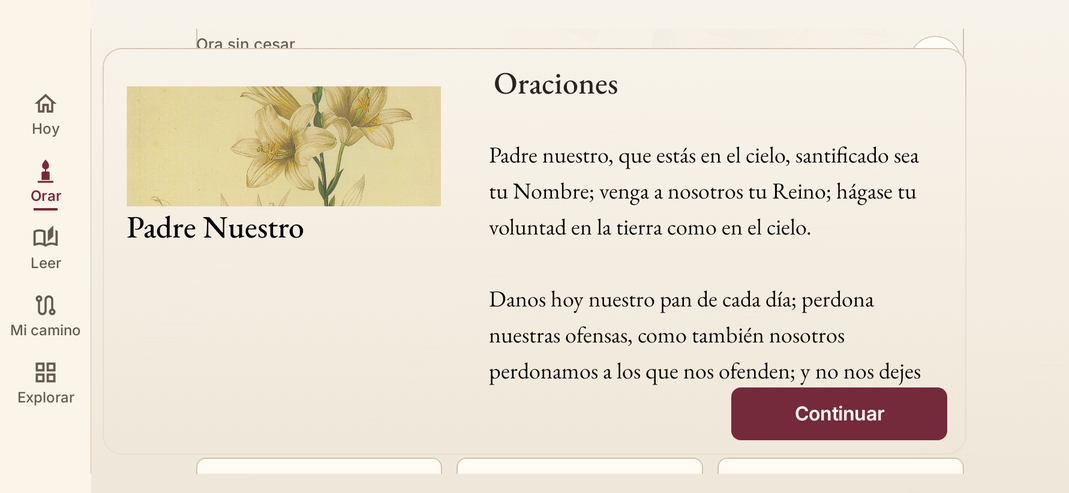 Ora sin cesar
Hoy
Orar
Leer
Mi camino
Explorar
Padre Nuestro
Oraciones
Padre nuestro, que estás en el cielo, santificado sea
tu Nombre; venga a nosotros tu Reino; hágase tu
voluntad en la tierra como en el cielo.
Danos hoy nuestro pan de cada día; perdona
nuestras ofensas, como también nosotros
perdonamos a los que nos ofenden; y no nos dejes
Continuar